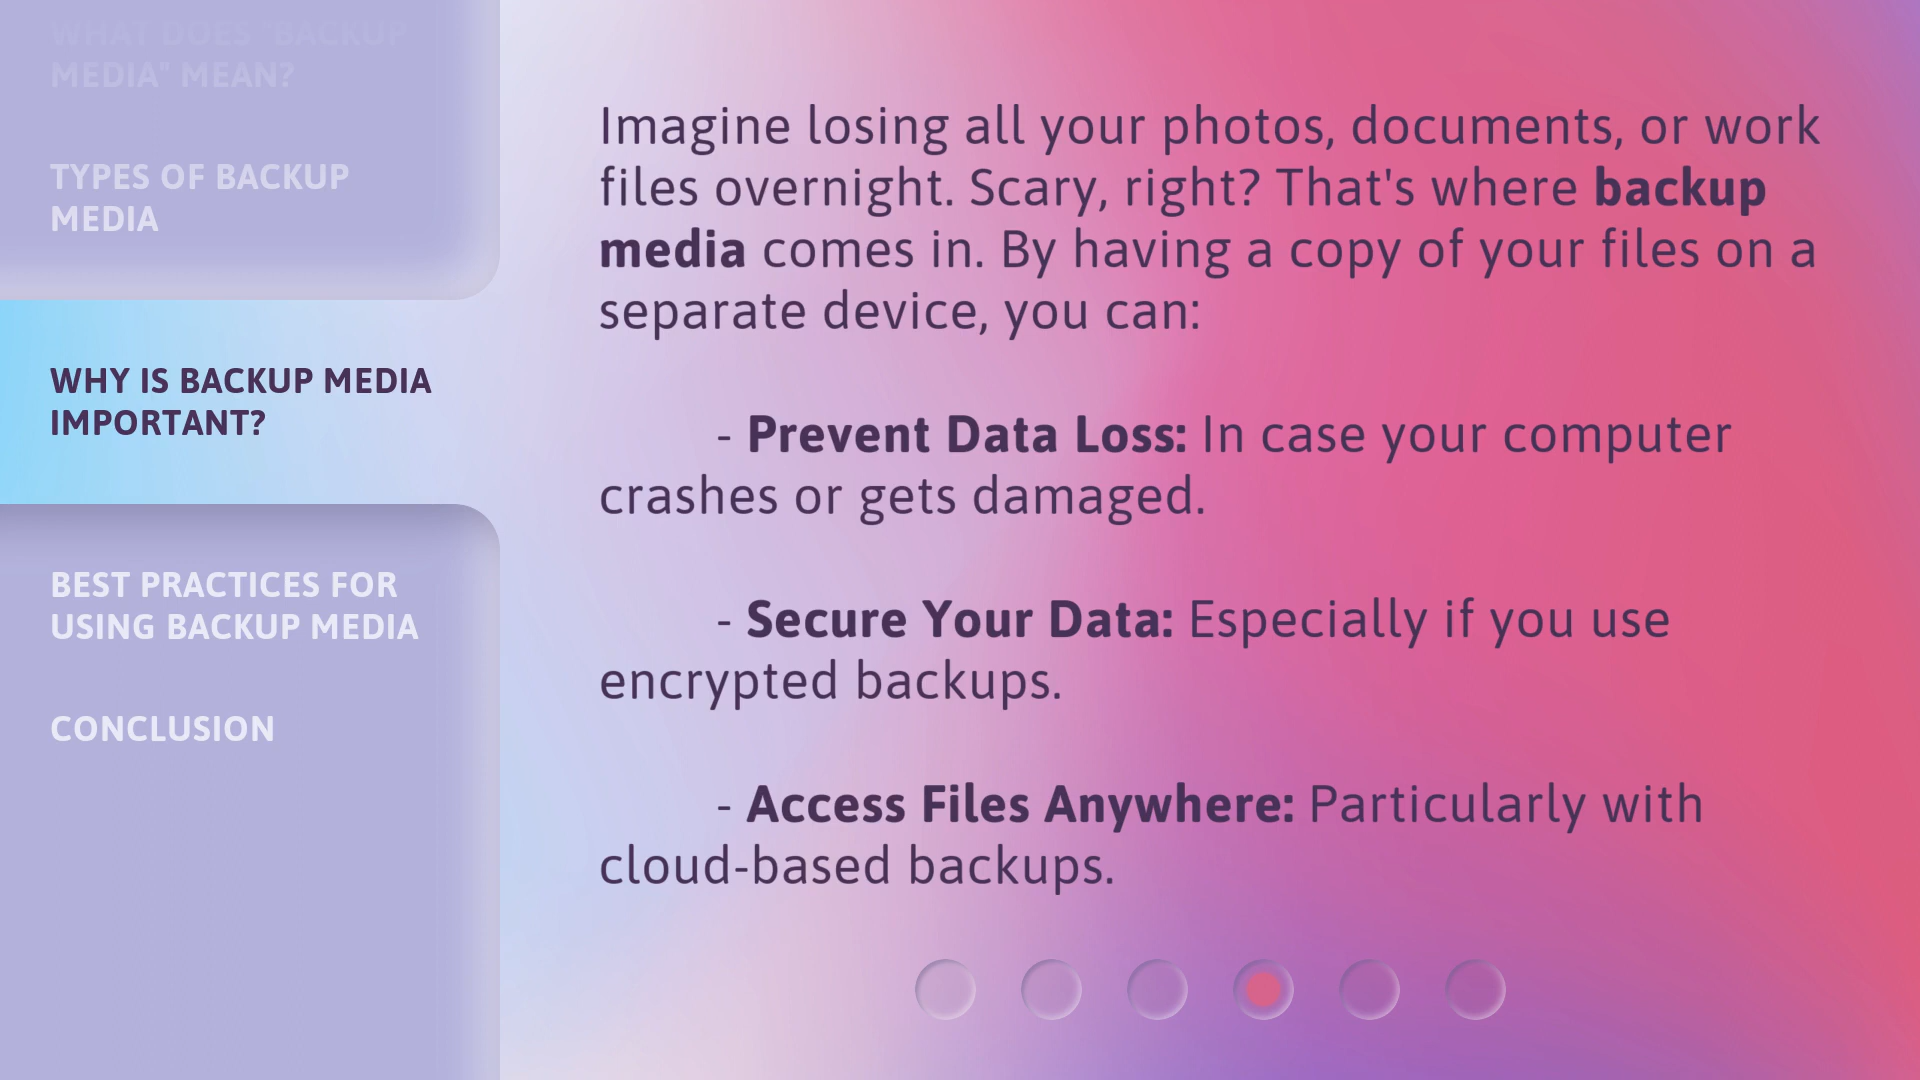 WHAT DOES "BACKUP
MEDIA" MEAN?
TYPES OF BACKUP
MEDIA
WHY IS BACKUP MEDIA
IMPORTANT?
BEST PRACTICES FOR
USING BACKUP MEDIA
CONCLUSION
Imagine losing all your photos, documents, or work
files overnight. Scary, right? That's where backup
media comes in. By having a copy of your files on a
separate device, you can:
- Prevent Data Loss: In case your computer
crashes or gets damaged.
- Secure Your Data: Especially if you use
encrypted backups.
- Access Files Anywhere: Particularly with
cloud-based backups.